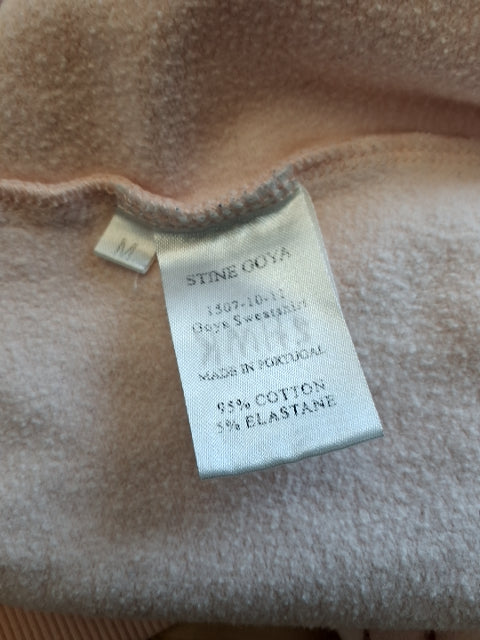 M
STINE GOYA
1507-10-11
Goya Sweatshirt
MADE IN PORTUGAL
95% COTTON
5% ELASTANE